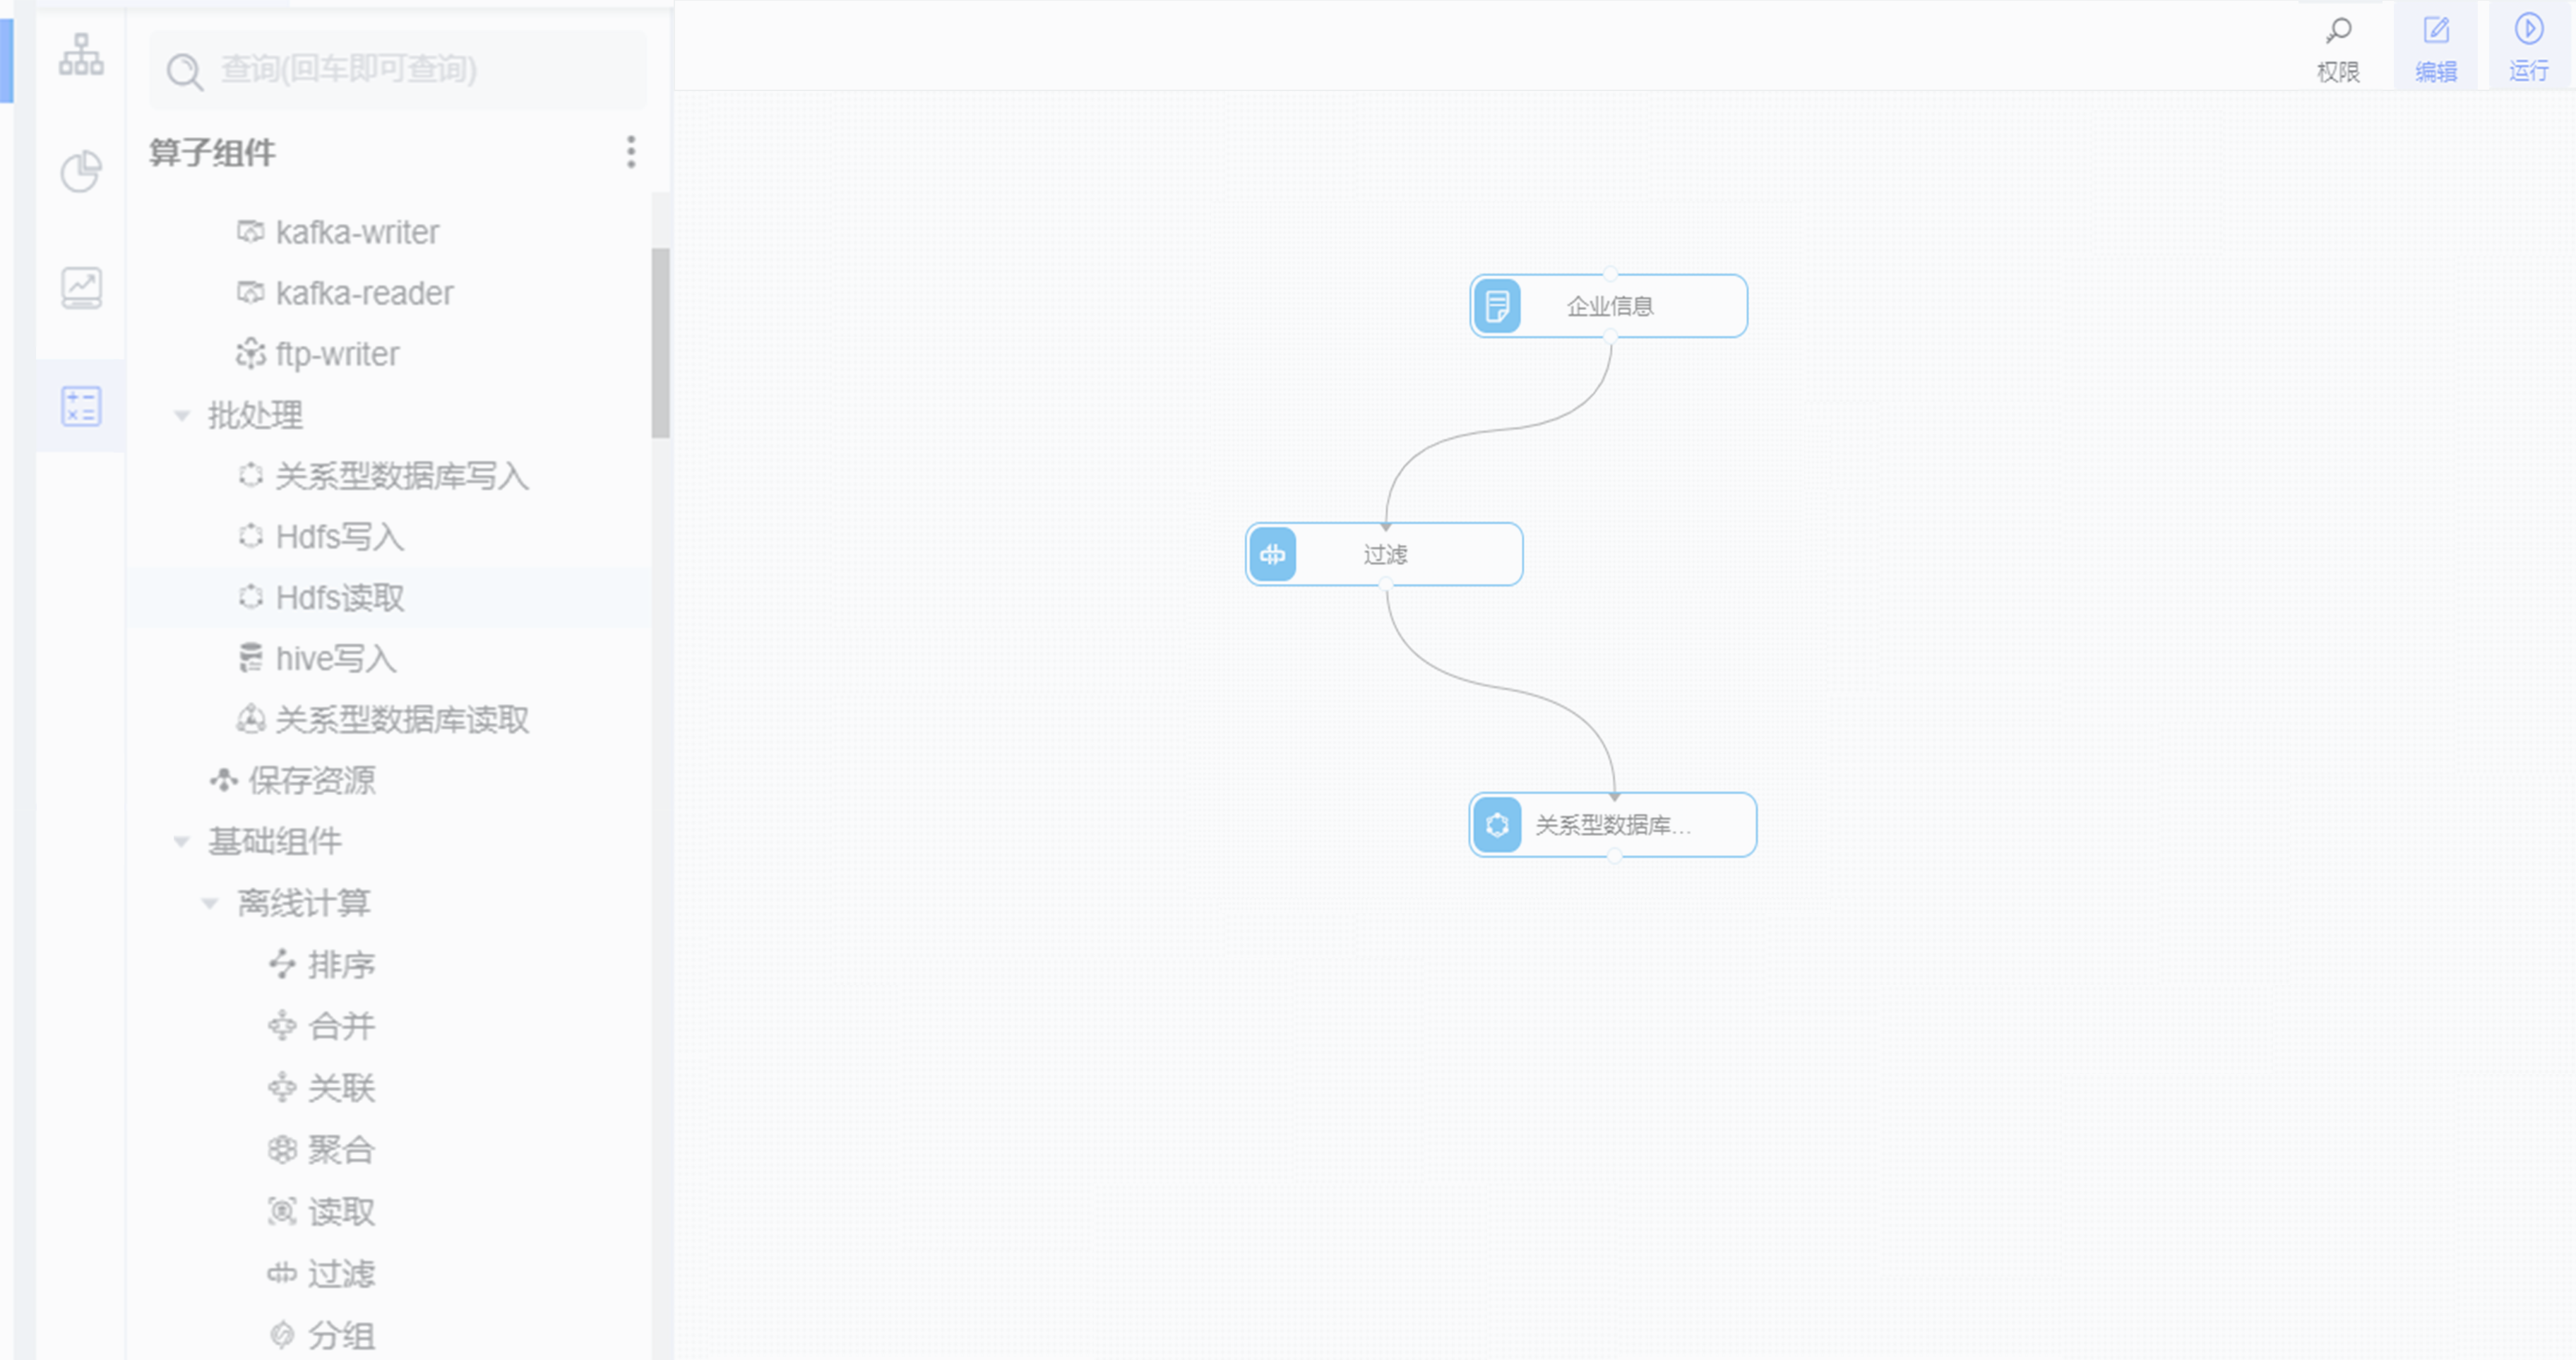 查询(回车即可查询)
算子组件
kafka-writer
kafka-reader
ftp-writer
批处理
关系型数据库写入
Hdfs写入
Hdfs读取
hive写入
关系型数据库读取
保存资源
基础组件
离线计算
排序
合并
关联
聚合
读取
过滤
分组
权限
编辑
运行
企业信息
过滤
关系型数据库...